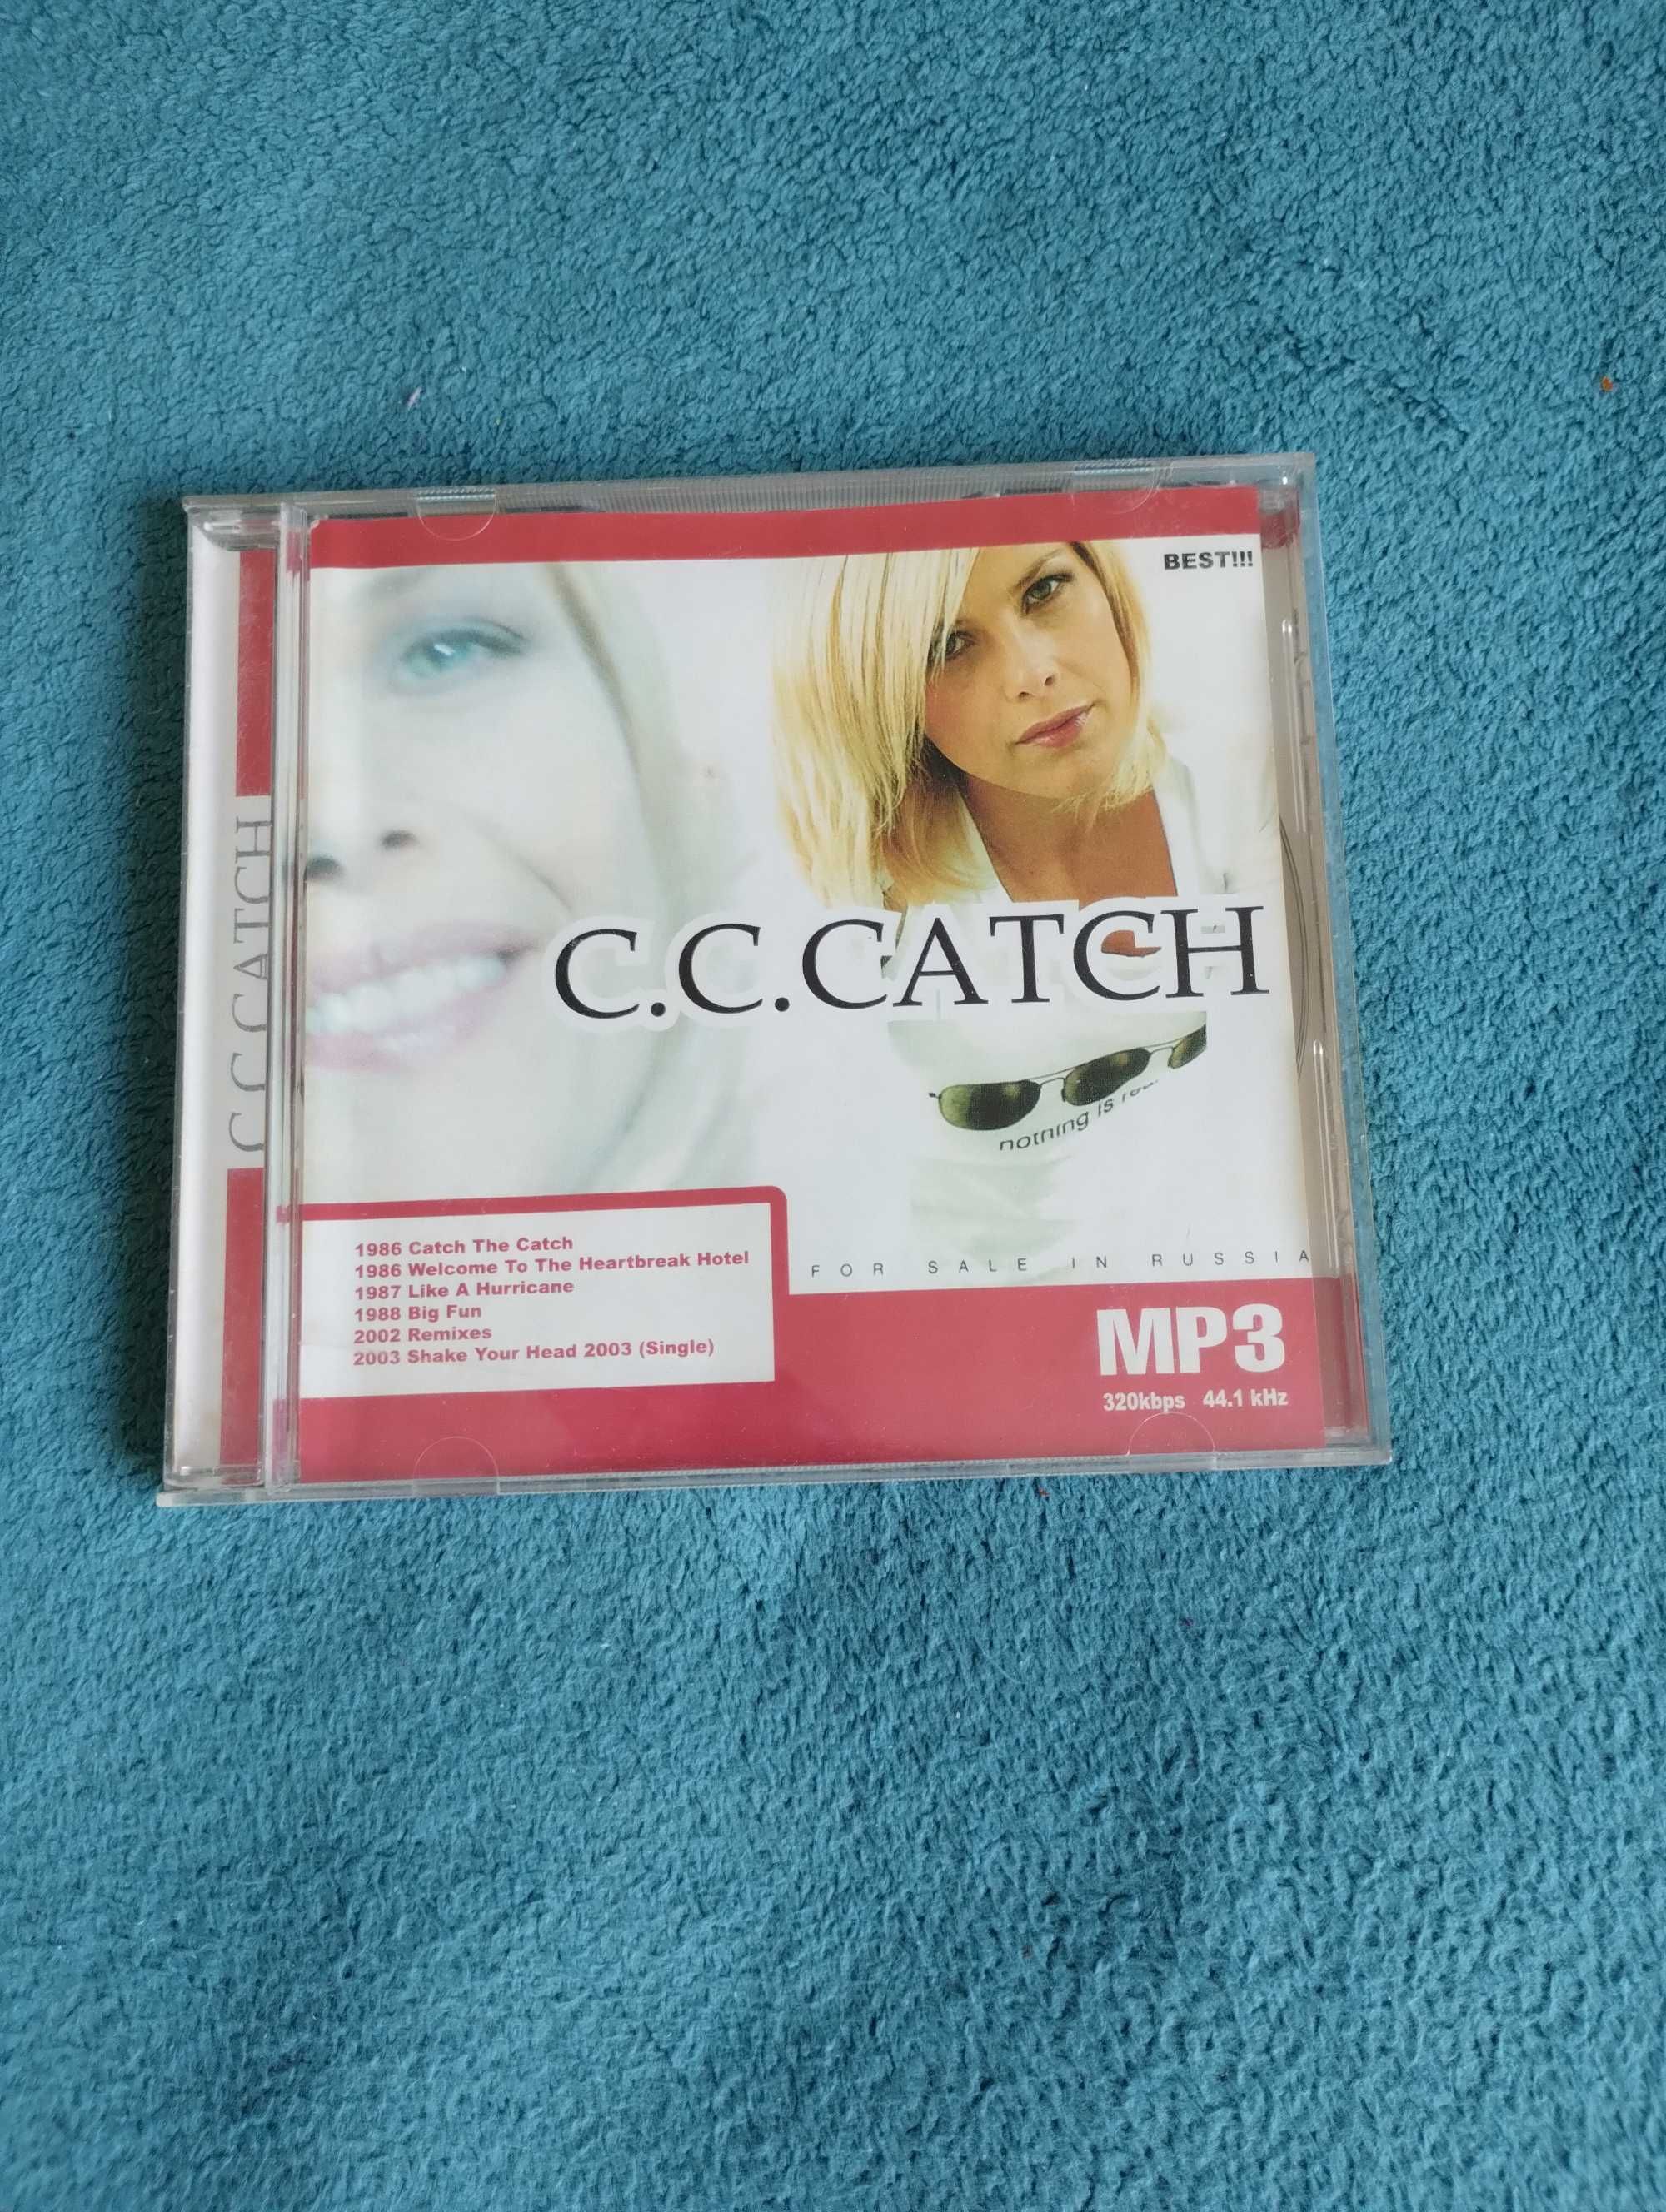 BEST!!!
C.C.CATCH
C.C.CATCH
nothing is
1986 Catch The Catch
1986 Welcome To The Heartbreak Hotel
1987 Like A Hurricane
1988 Big Fun
2002 Remixes
2003 Shake Your Head 2003 (Single)
FOR SALE IN RUSSIA
MP3
320kbps 44.1 kHz